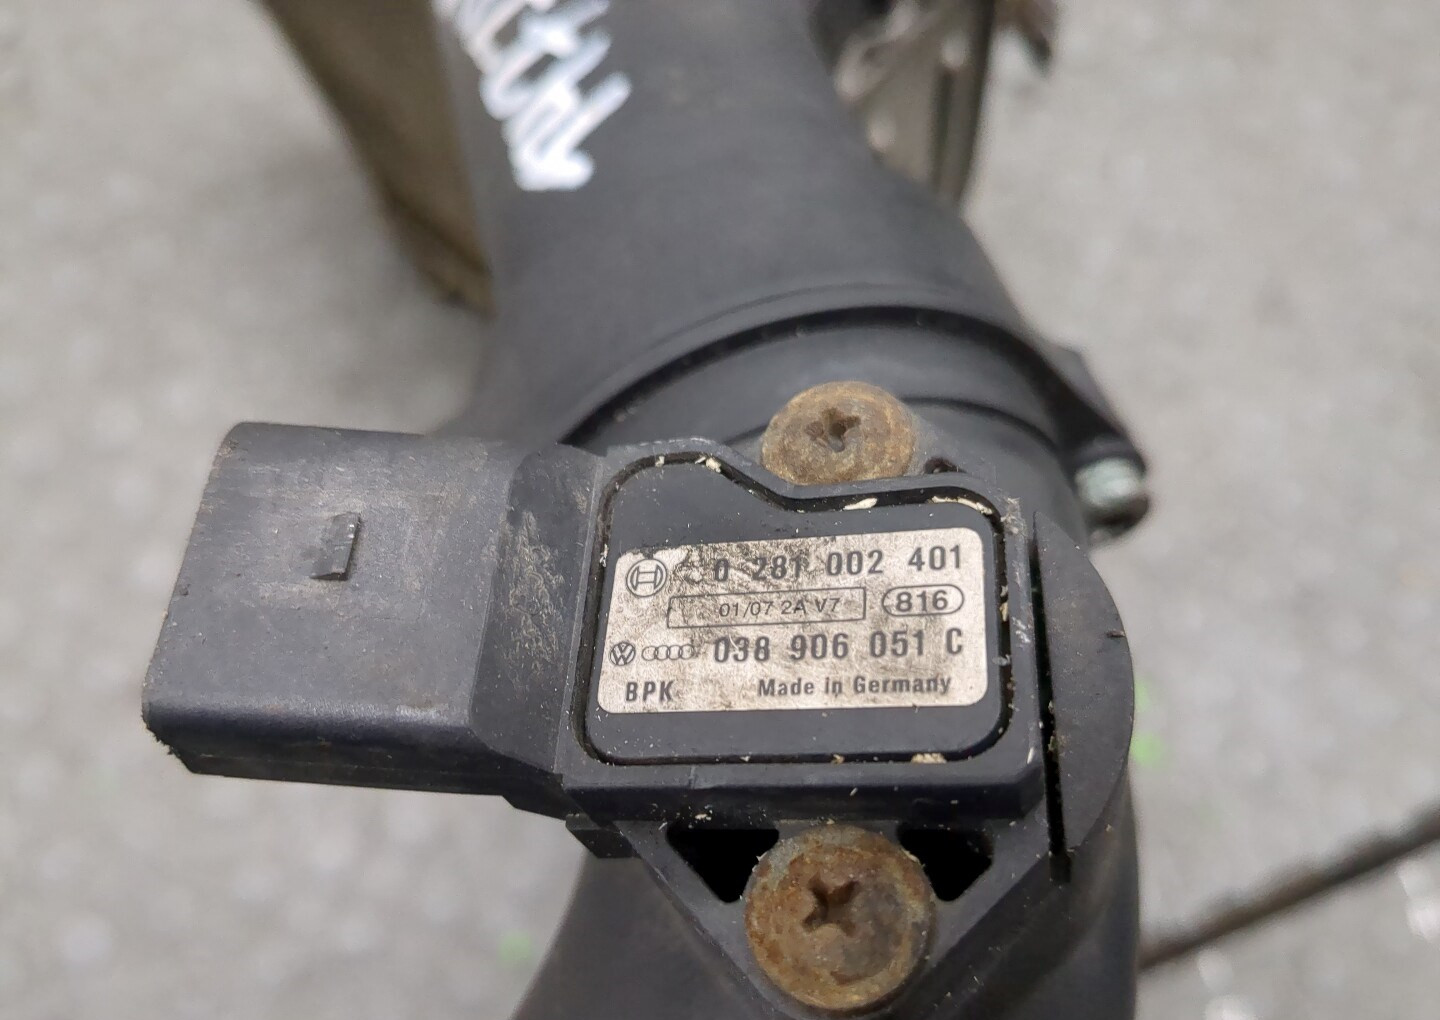 0 281 002 401
01/07 2A V7 816
038 906 051 C
BPK Made in Germany